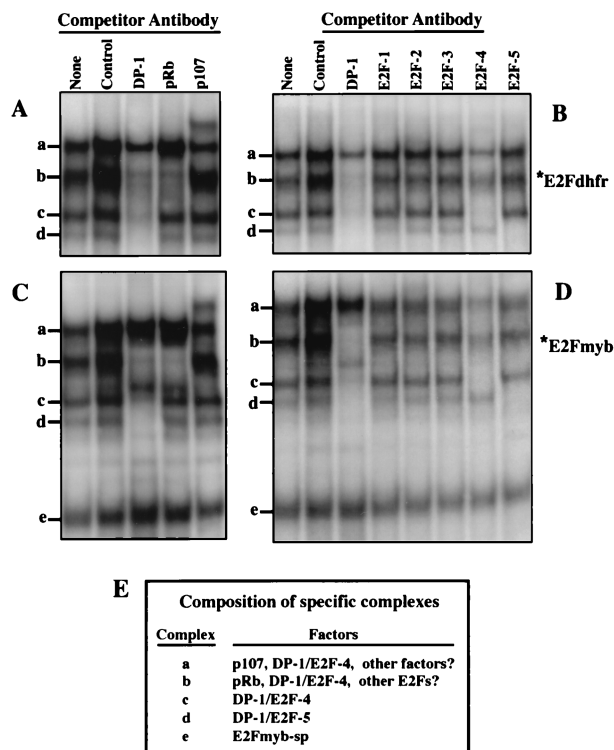 Competitor Antibody
Competitor Antibody
None Control DP-1 pRb p107
None Control DP-1 E2F-1 E2F-2 E2F-3 E2F-4 E2F-5
A
B
a
b
c
d
a
b
c
d
*E2Fdhfr
C
D
a
b
c
d
e
a
b
c
d
e
*E2Fmyb
E
Composition of specific complexes
Complex Factors
a p107, DP-1/E2F-4, other factors?
b pRb, DP-1/E2F-4, other E2Fs?
c DP-1/E2F-4
d DP-1/E2F-5
e E2Fmyb-sp